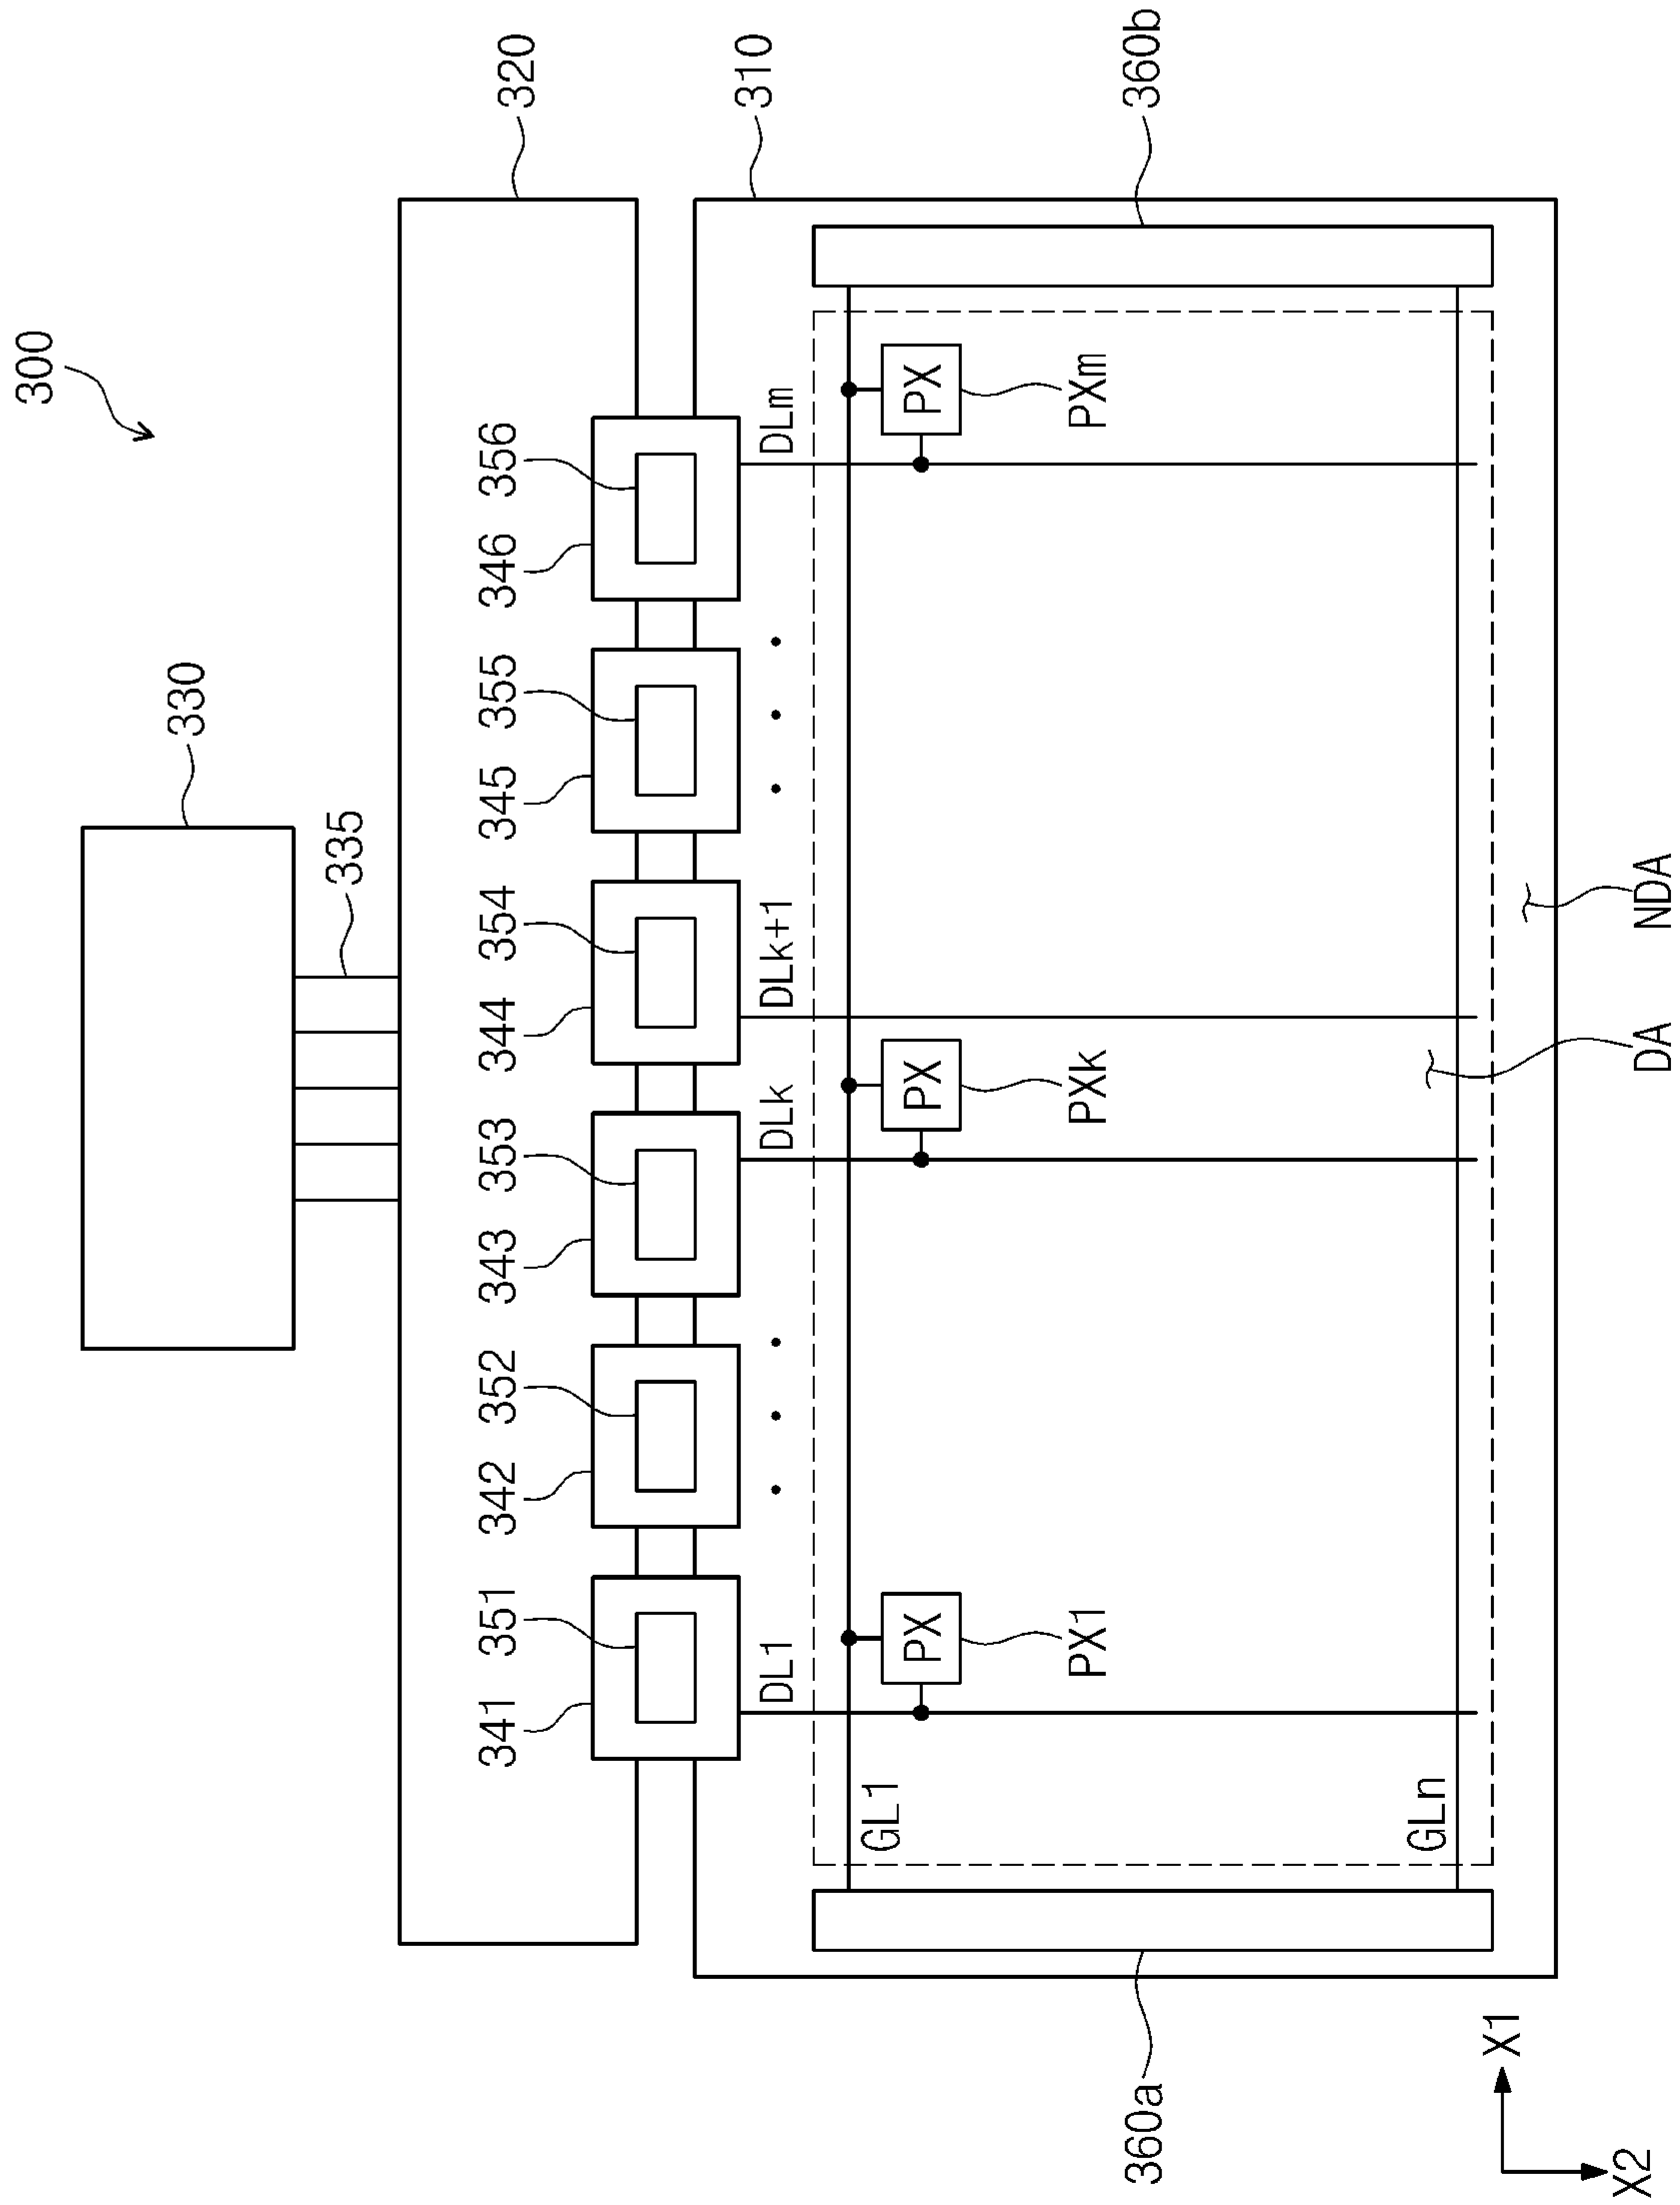 300
330
335
320
341 351 342 352 343 353 344 354 345 355 346 356
310
DL1 DLk DLk+1 DLm
GL1
PX PX PX
PX1 PXk PXm
360a
360b
GLn
DA NDA
X1
X2